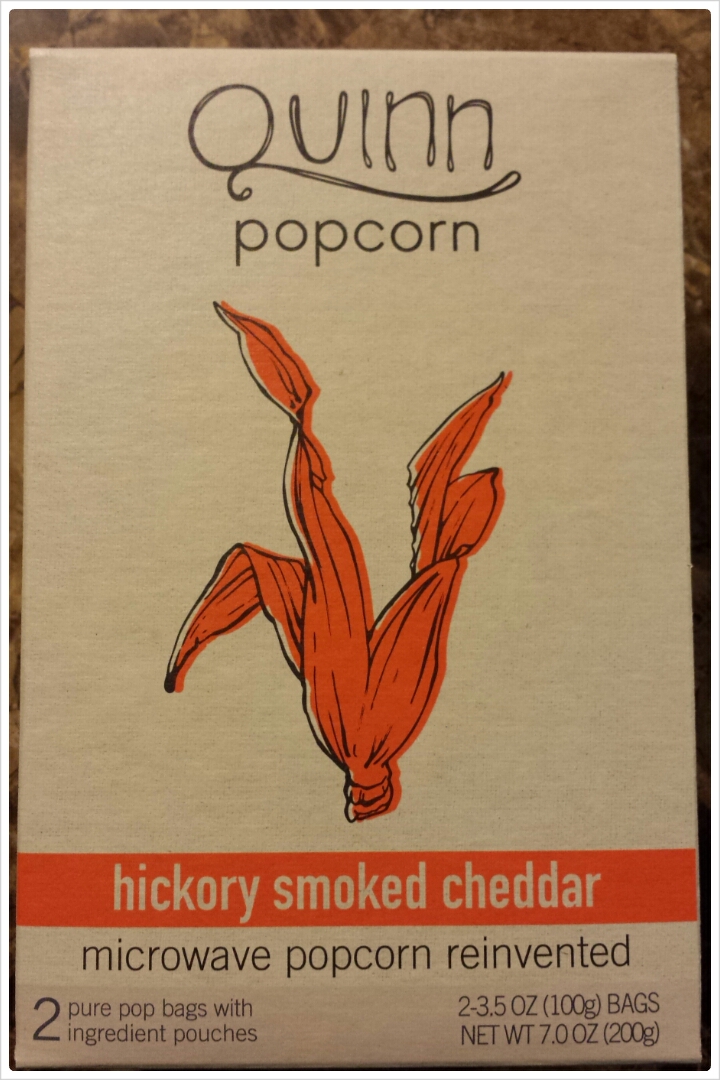 Quinn
popcorn
hickory smoked cheddar
microwave popcorn reinvented
2 pure pop bags with
ingredient pouches
2-3.5 OZ (100g) BAGS
NET WT 7.0 OZ (200g)